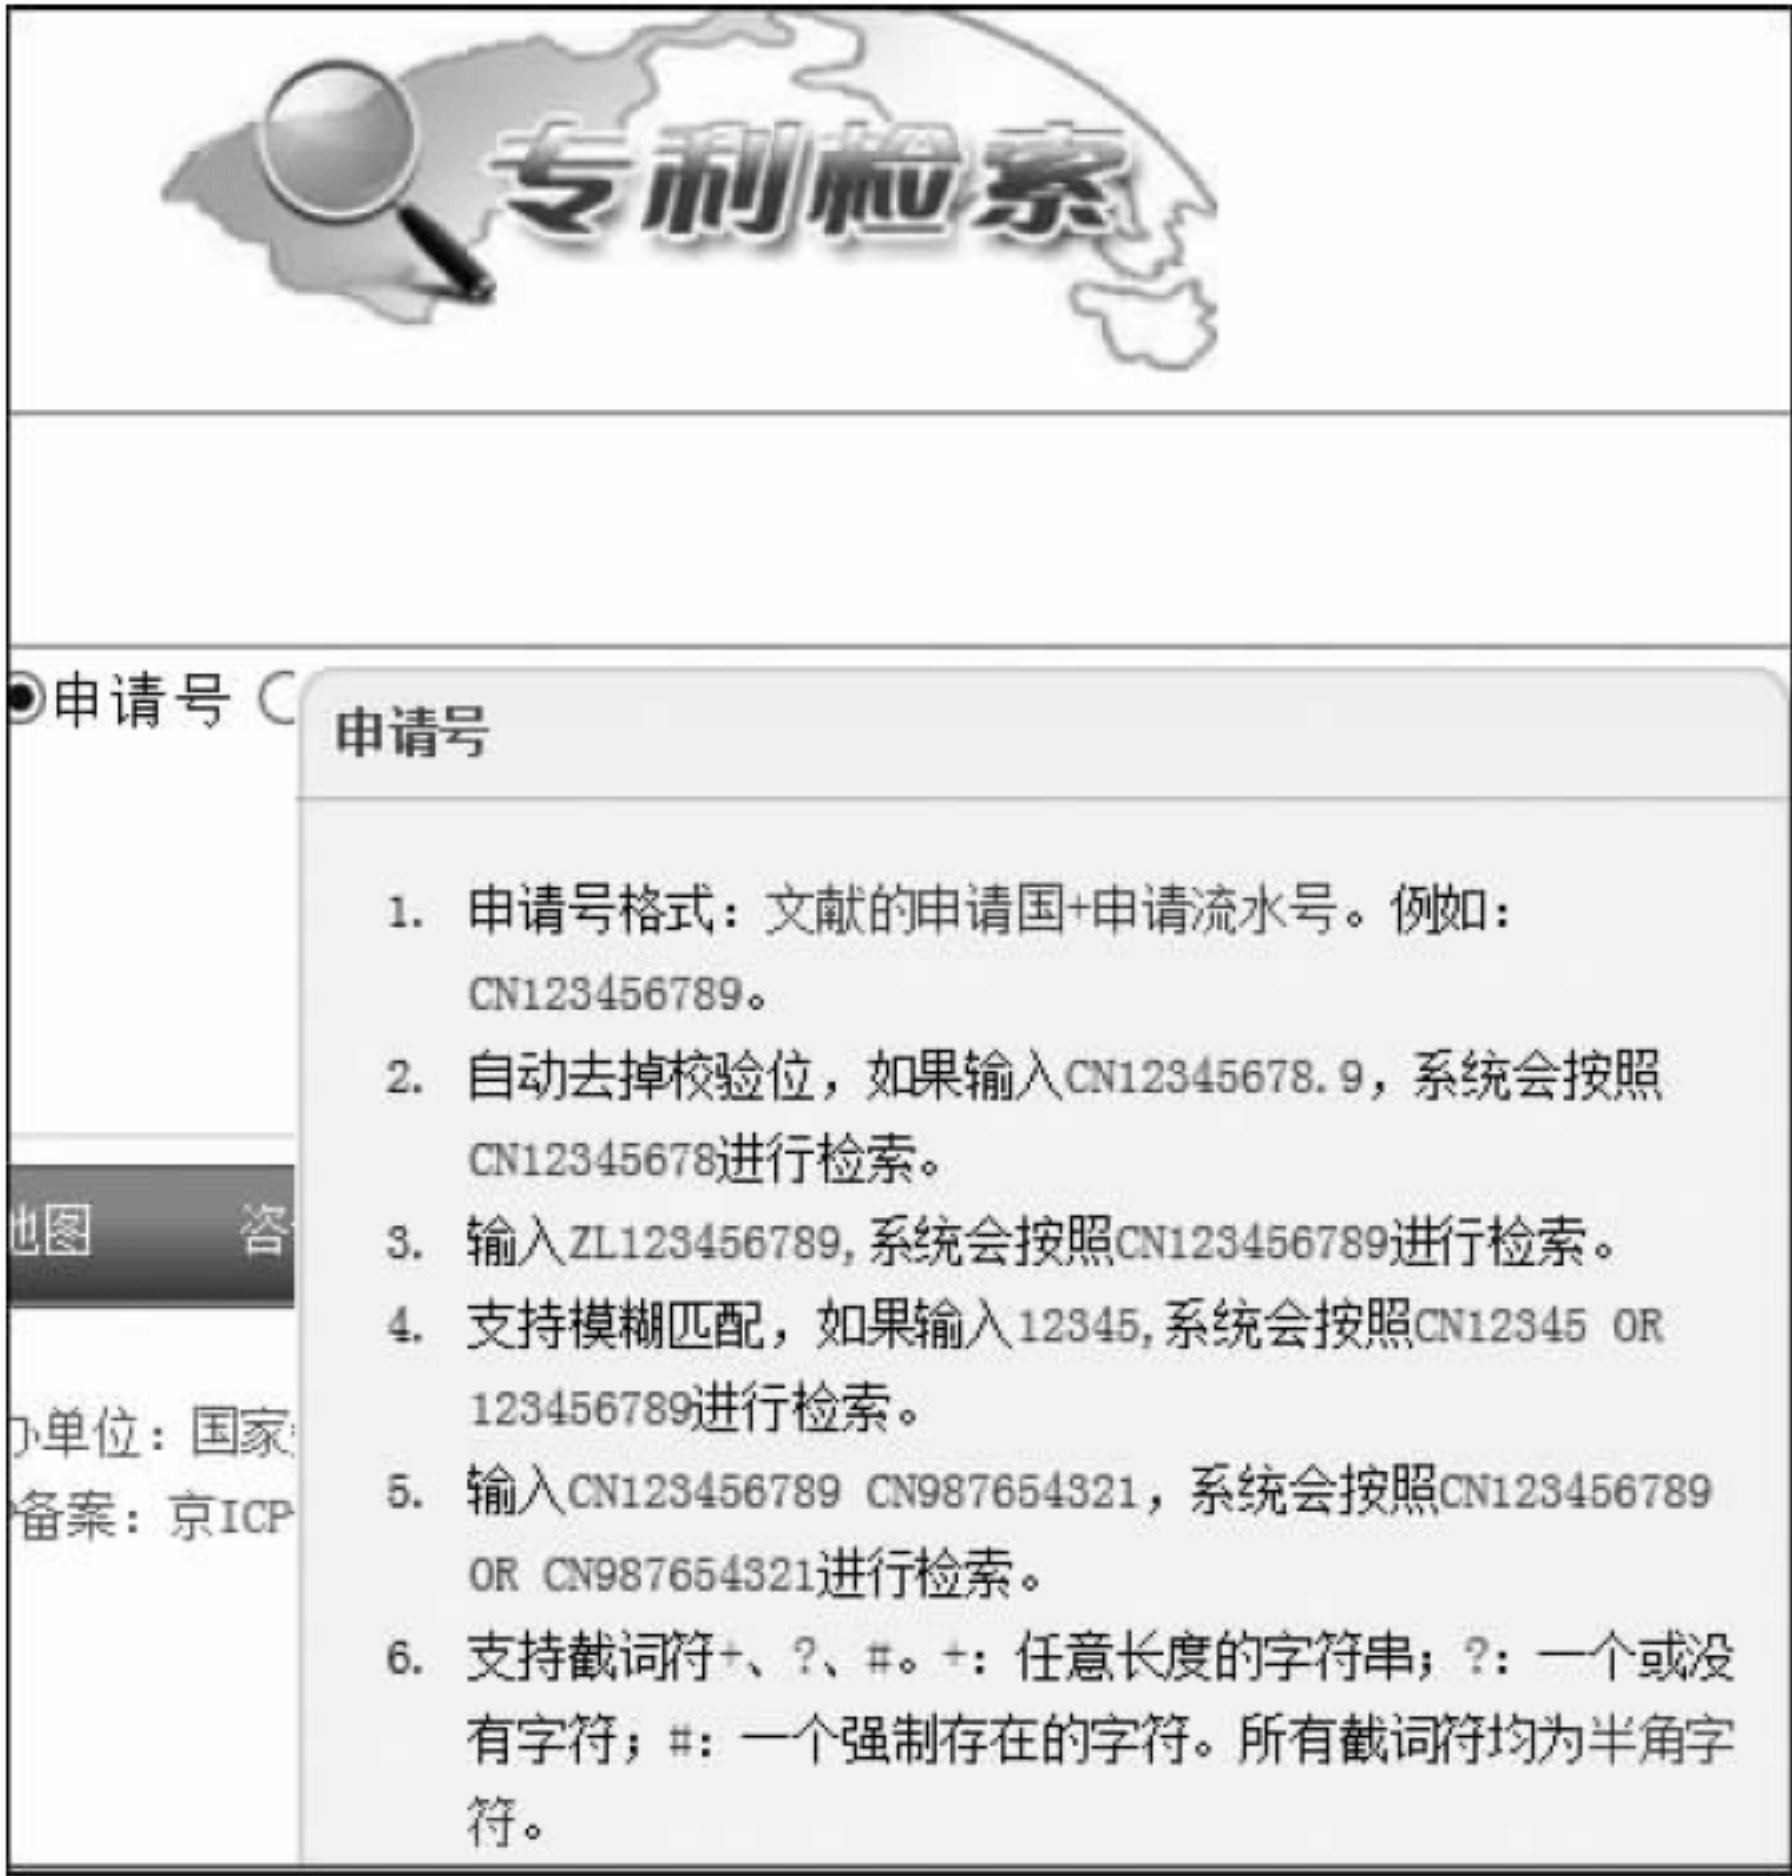 专利检索
申请号
申请号
1. 申请号格式：文献的申请国+申请流水号。例如：
CN123456789。
2. 自动去掉校验位，如果输入CN12345678.9，系统会按照
CN12345678进行检索。
3. 输入ZL123456789,系统会按照CN123456789进行检索。
4. 支持模糊匹配，如果输入12345,系统会按照CN12345 OR
123456789进行检索。
5. 输入CN123456789 CN987654321，系统会按照CN123456789
OR CN987654321进行检索。
6. 支持截词符+、?、#。+：任意长度的字符串；?：一个或没
有字符；#：一个强制存在的字符。所有截词符均为半角字
符。
地图 咨
办单位：国家
备案：京ICP